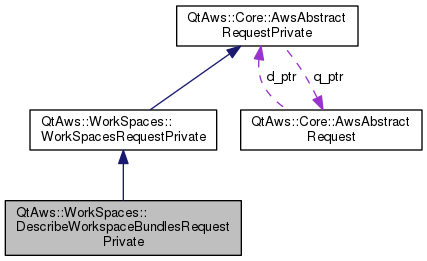 QtAws::Core::AwsAbstract
RequestPrivate
d_ptr
q_ptr
QtAws::WorkSpaces::
WorkSpacesRequestPrivate
QtAws::Core::AwsAbstract
Request
QtAws::WorkSpaces::
DescribeWorkspaceBundlesRequest
Private